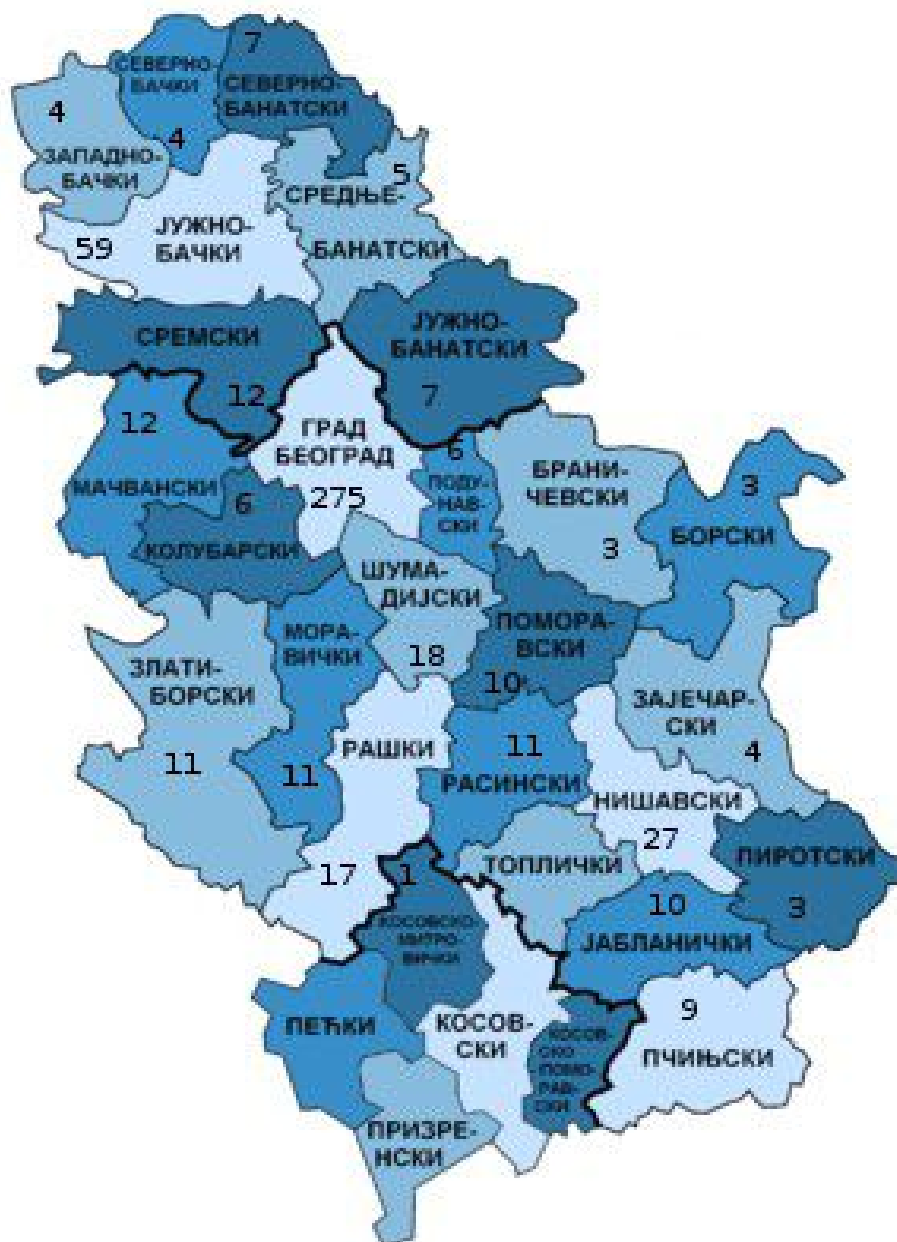 7
СЕВЕРНО-
БАЧКИ
4
СЕВЕРНО-
БАНАТСКИ
4
ЗАПАДНО-
БАЧКИ
5
СРЕДЊЕ-
БАНАТСКИ
59
ЈУЖНО-
БАЧКИ
СРЕМСКИ
12
ЈУЖНО-
БАНАТСКИ
7
12
МАЧВАНСКИ
ГРАД
БЕОГРАД
275
6
ПОДУ-
НАВ-
СКИ
БРАНИ-
ЧЕВСКИ
3
3
БОРСКИ
6
КОЛУБАРСКИ
ШУМА-
ДИЈСКИ
18
ПОМОРА-
ВСКИ
10
МОРА-
ВИЧКИ
11
ЗЛАТИ-
БОРСКИ
11
ЗАЈЕЧАР-
СКИ
4
РАШКИ
17
11
РАСИНСКИ
НИШАВСКИ
27
ТОПЛИЧКИ
ПИРОТСКИ
3
1
КОСОВСКО-
МИТРО-
ВИЧКИ
10
ЈАБЛАНИЧКИ
9
ПЧИЊСКИ
ПЕЋКИ
КОСОВ-
СКИ
КОСОВ-
СКО
-ПОМО-
РАВ-
СКИ
ПРИЗРЕ-
НСКИ